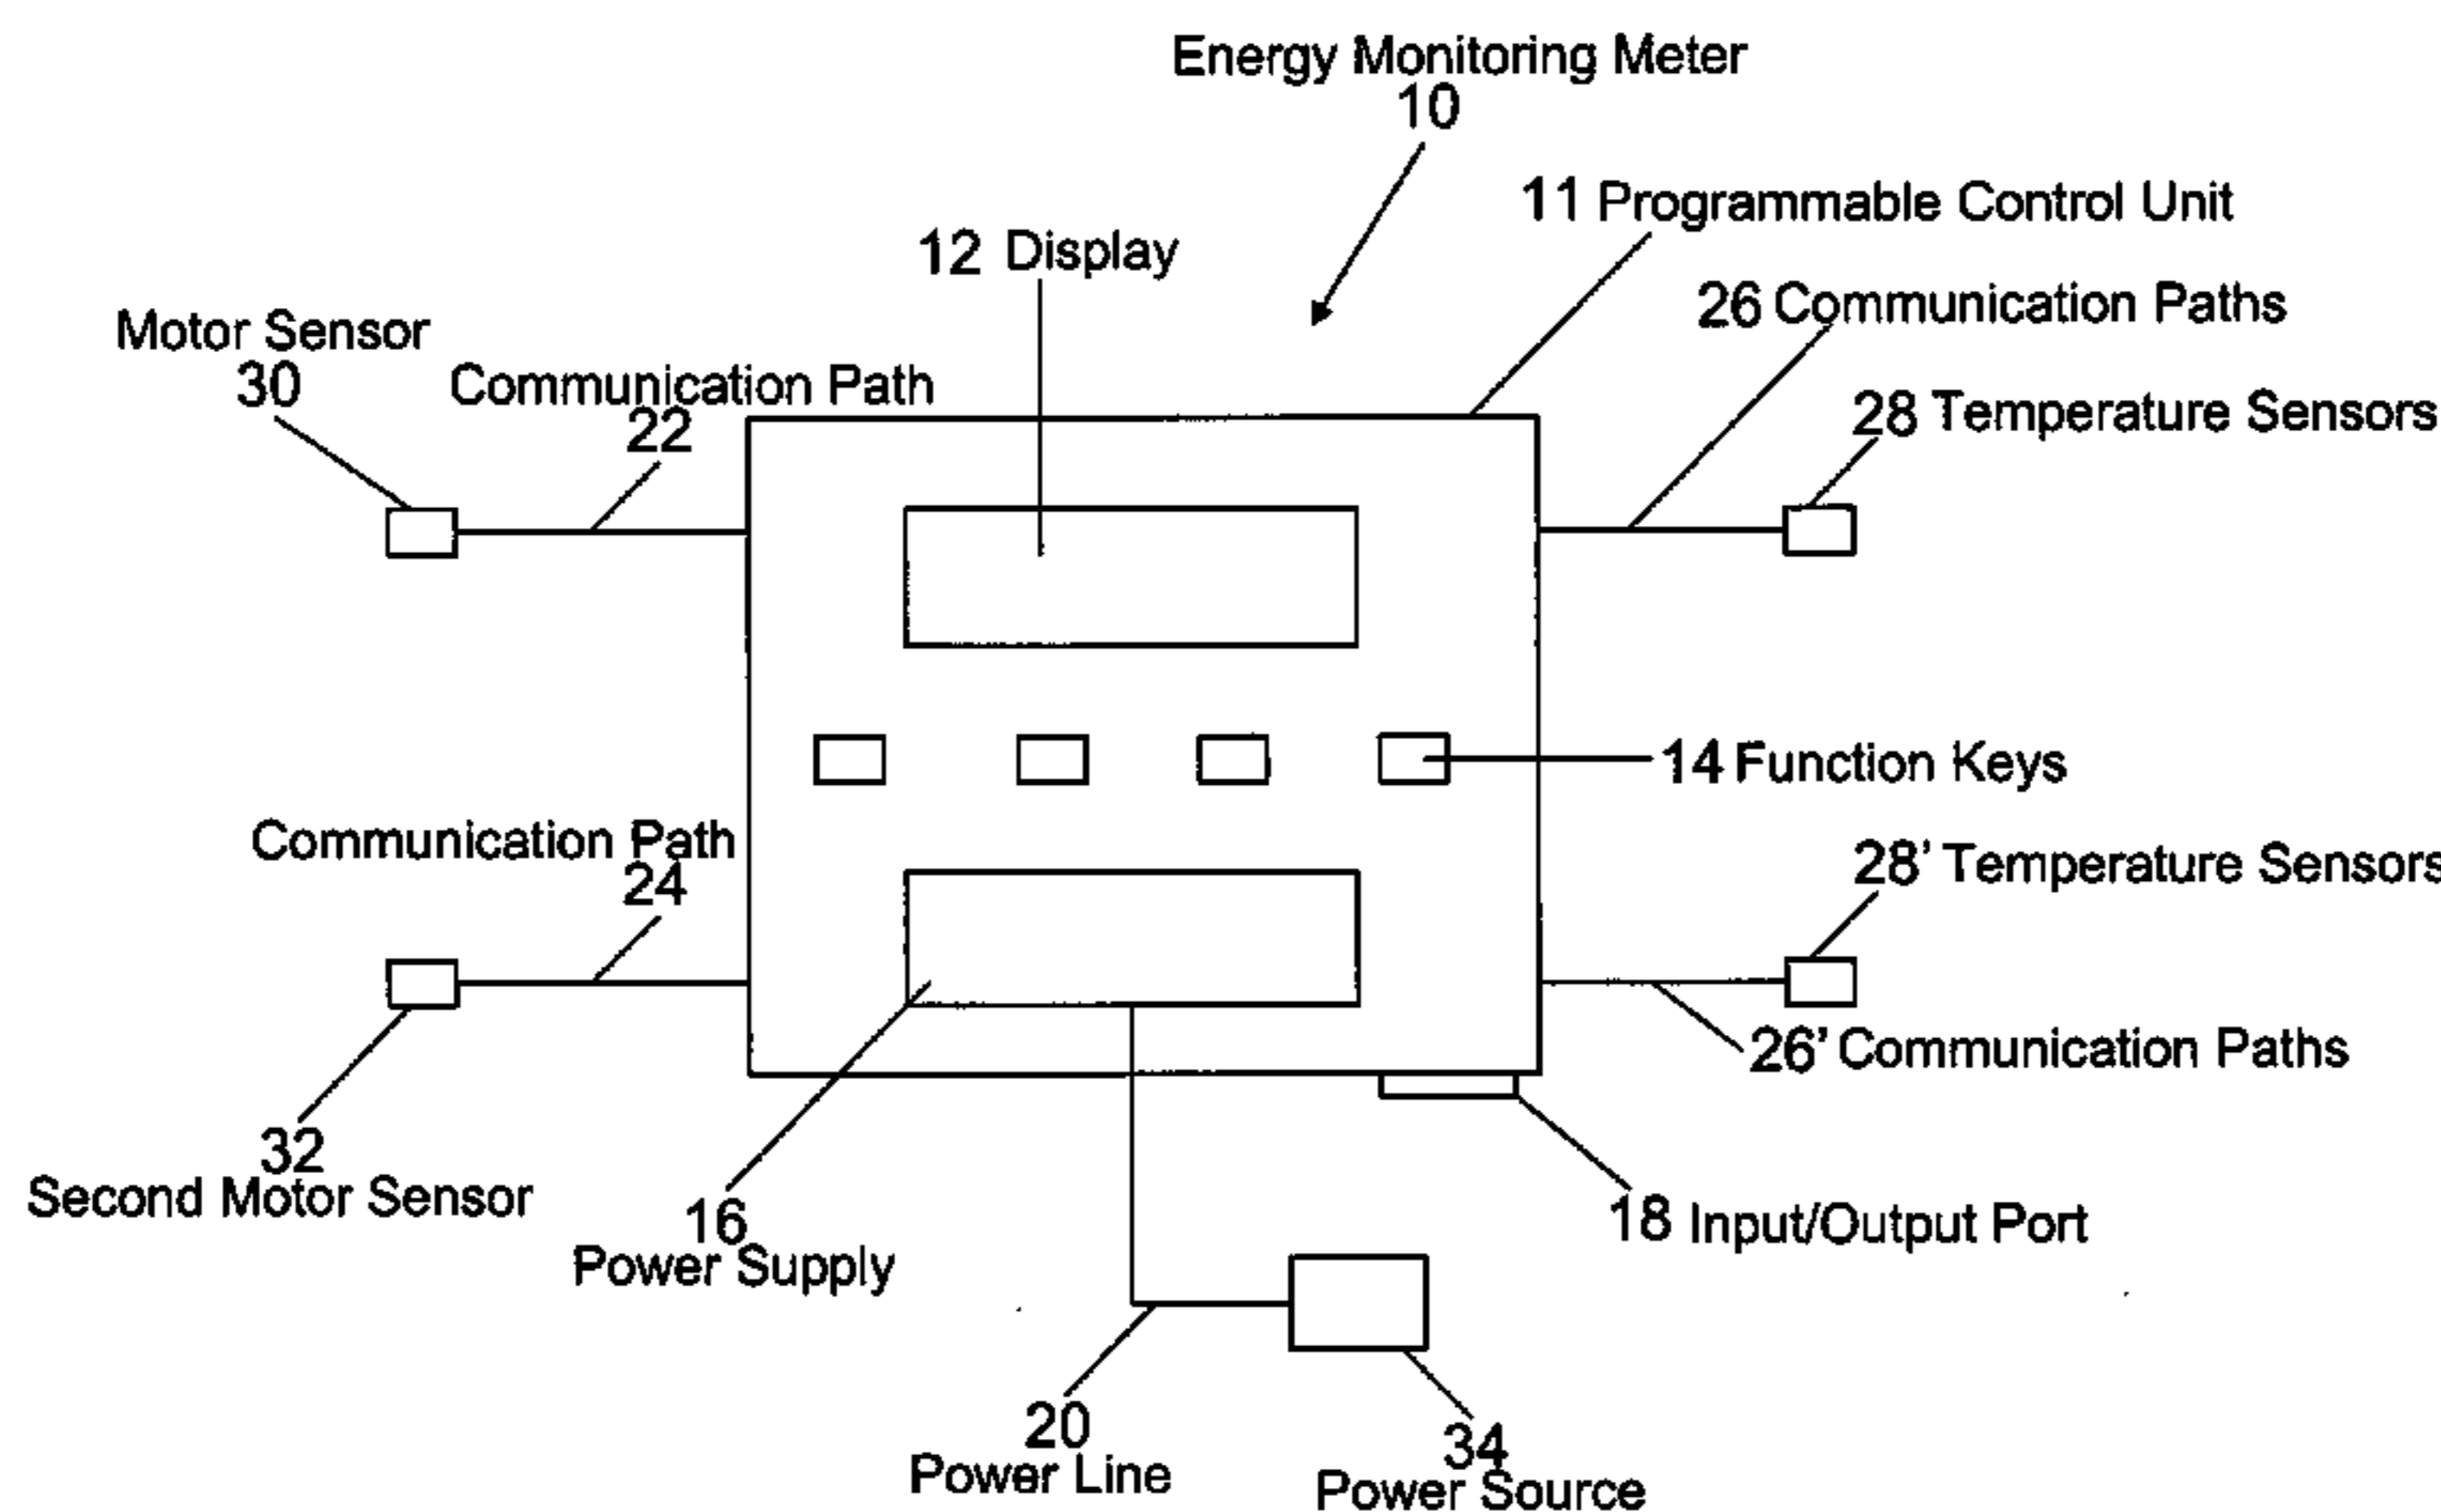 Energy Monitoring Meter
10
11 Programmable Control Unit
12 Display
26 Communication Paths
Motor Sensor
30
Communication Path
22
28 Temperature Sensors
14 Function Keys
Communication Path
24
28' Temperature Sensors
26' Communication Paths
32
Second Motor Sensor
16
Power Supply
18 Input/Output Port
20
Power Line
34
Power Source